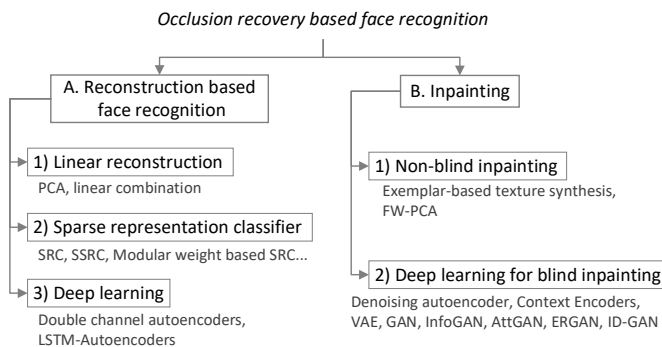 Occlusion recovery based face recognition
A. Reconstruction based
face recognition
1) Linear reconstruction
PCA, linear combination
2) Sparse representation classifier
SRC, SSRC, Modular weight based SRC...
3) Deep learning
Double channel autoencoders,
LSTM-Autoencoders
B. Inpainting
1) Non-blind inpainting
Exemplar-based texture synthesis,
FW-PCA
2) Deep learning for blind inpainting
Denoising autoencoder, Context Encoders,
VAE, GAN, InfoGAN, AttGAN, ERGAN, ID-GAN